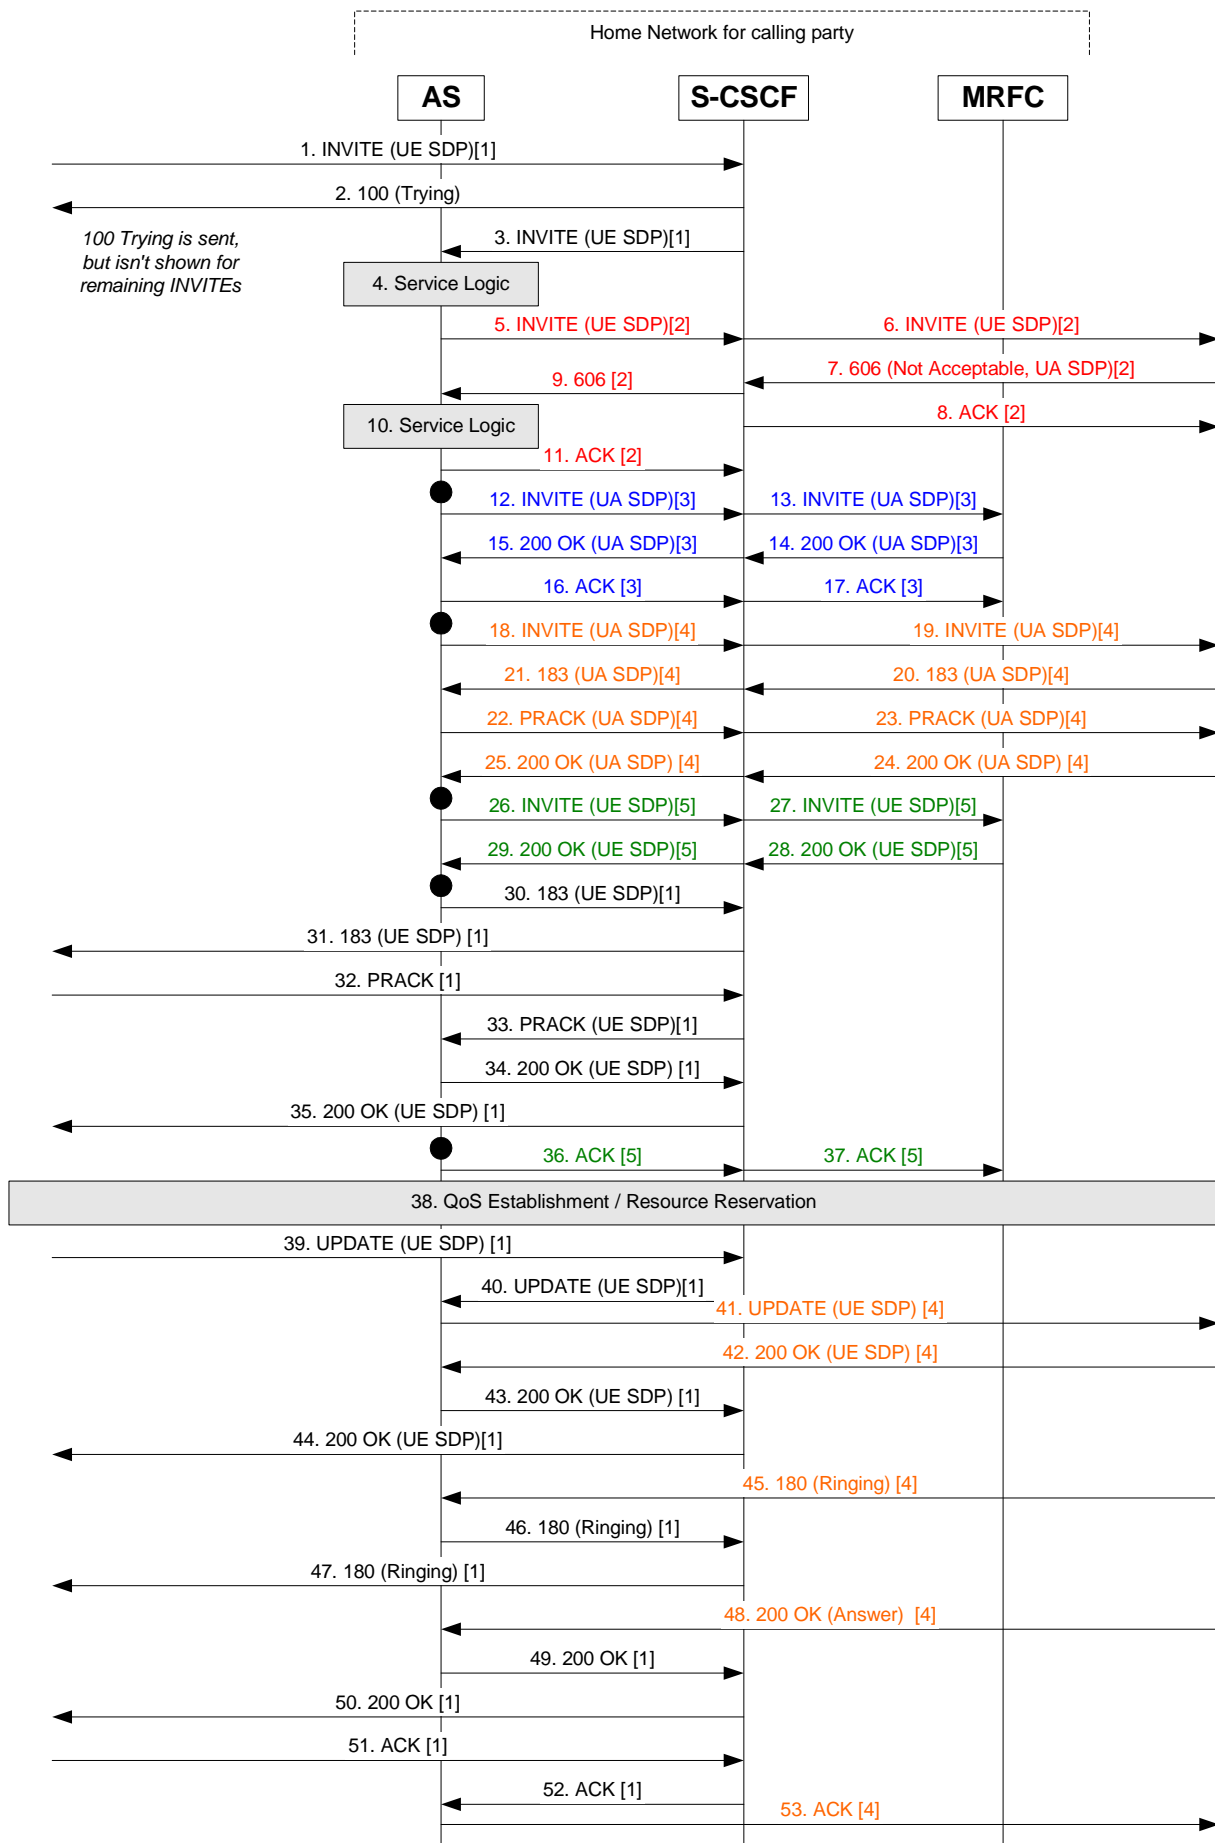 Home Network for calling party
AS
S-CSCF
MRFC
1. INVITE (UE SDP)[1]
2. 100 (Trying)
100 Trying is sent,
but isn't shown for
remaining INVITEs
3. INVITE (UE SDP)[1]
4. Service Logic
5. INVITE (UE SDP)[2]
6. INVITE (UE SDP)[2]
7. 606 (Not Acceptable, UA SDP)[2]
9. 606 [2]
8. ACK [2]
10. Service Logic
11. ACK [2]
12. INVITE (UA SDP)[3]
13. INVITE (UA SDP)[3]
15. 200 OK (UA SDP)[3]
14. 200 OK (UA SDP)[3]
16. ACK [3]
17. ACK [3]
18. INVITE (UA SDP)[4]
19. INVITE (UA SDP)[4]
21. 183 (UA SDP)[4]
20. 183 (UA SDP)[4]
22. PRACK (UA SDP)[4]
23. PRACK (UA SDP)[4]
25. 200 OK (UA SDP) [4]
24. 200 OK (UA SDP) [4]
26. INVITE (UE SDP)[5]
27. INVITE (UE SDP)[5]
29. 200 OK (UE SDP)[5]
28. 200 OK (UE SDP)[5]
30. 183 (UE SDP)[1]
31. 183 (UE SDP) [1]
32. PRACK [1]
33. PRACK (UE SDP)[1]
34. 200 OK (UE SDP) [1]
35. 200 OK (UE SDP) [1]
36. ACK [5]
37. ACK [5]
38. QoS Establishment / Resource Reservation
39. UPDATE (UE SDP) [1]
40. UPDATE (UE SDP)[1]
41. UPDATE (UE SDP) [4]
42. 200 OK (UE SDP) [4]
43. 200 OK (UE SDP) [1]
44. 200 OK (UE SDP)[1]
45. 180 (Ringing) [4]
46. 180 (Ringing) [1]
47. 180 (Ringing) [1]
48. 200 OK (Answer) [4]
49. 200 OK [1]
50. 200 OK [1]
51. ACK [1]
52. ACK [1]
53. ACK [4]